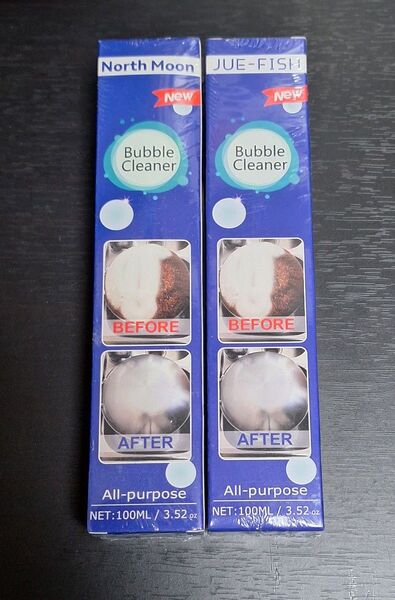 North Moon
New
Bubble
Cleaner
BEFORE
AFTER
All-purpose
NET:100ML / 3.52 oz
JUE-FISH
New
Bubble
Cleaner
BEFORE
AFTER
All-purpose
NET:100ML / 3.52 oz